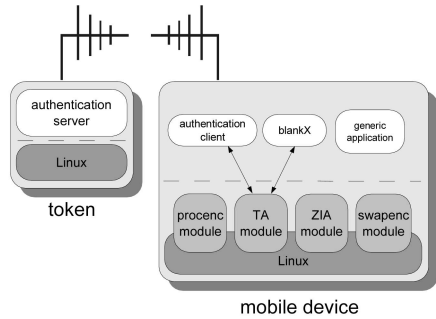 authentication
server
Linux
token
authentication
client
blankX
generic
application
procenc
module
TA
module
ZIA
module
swapenc
module
Linux
mobile device